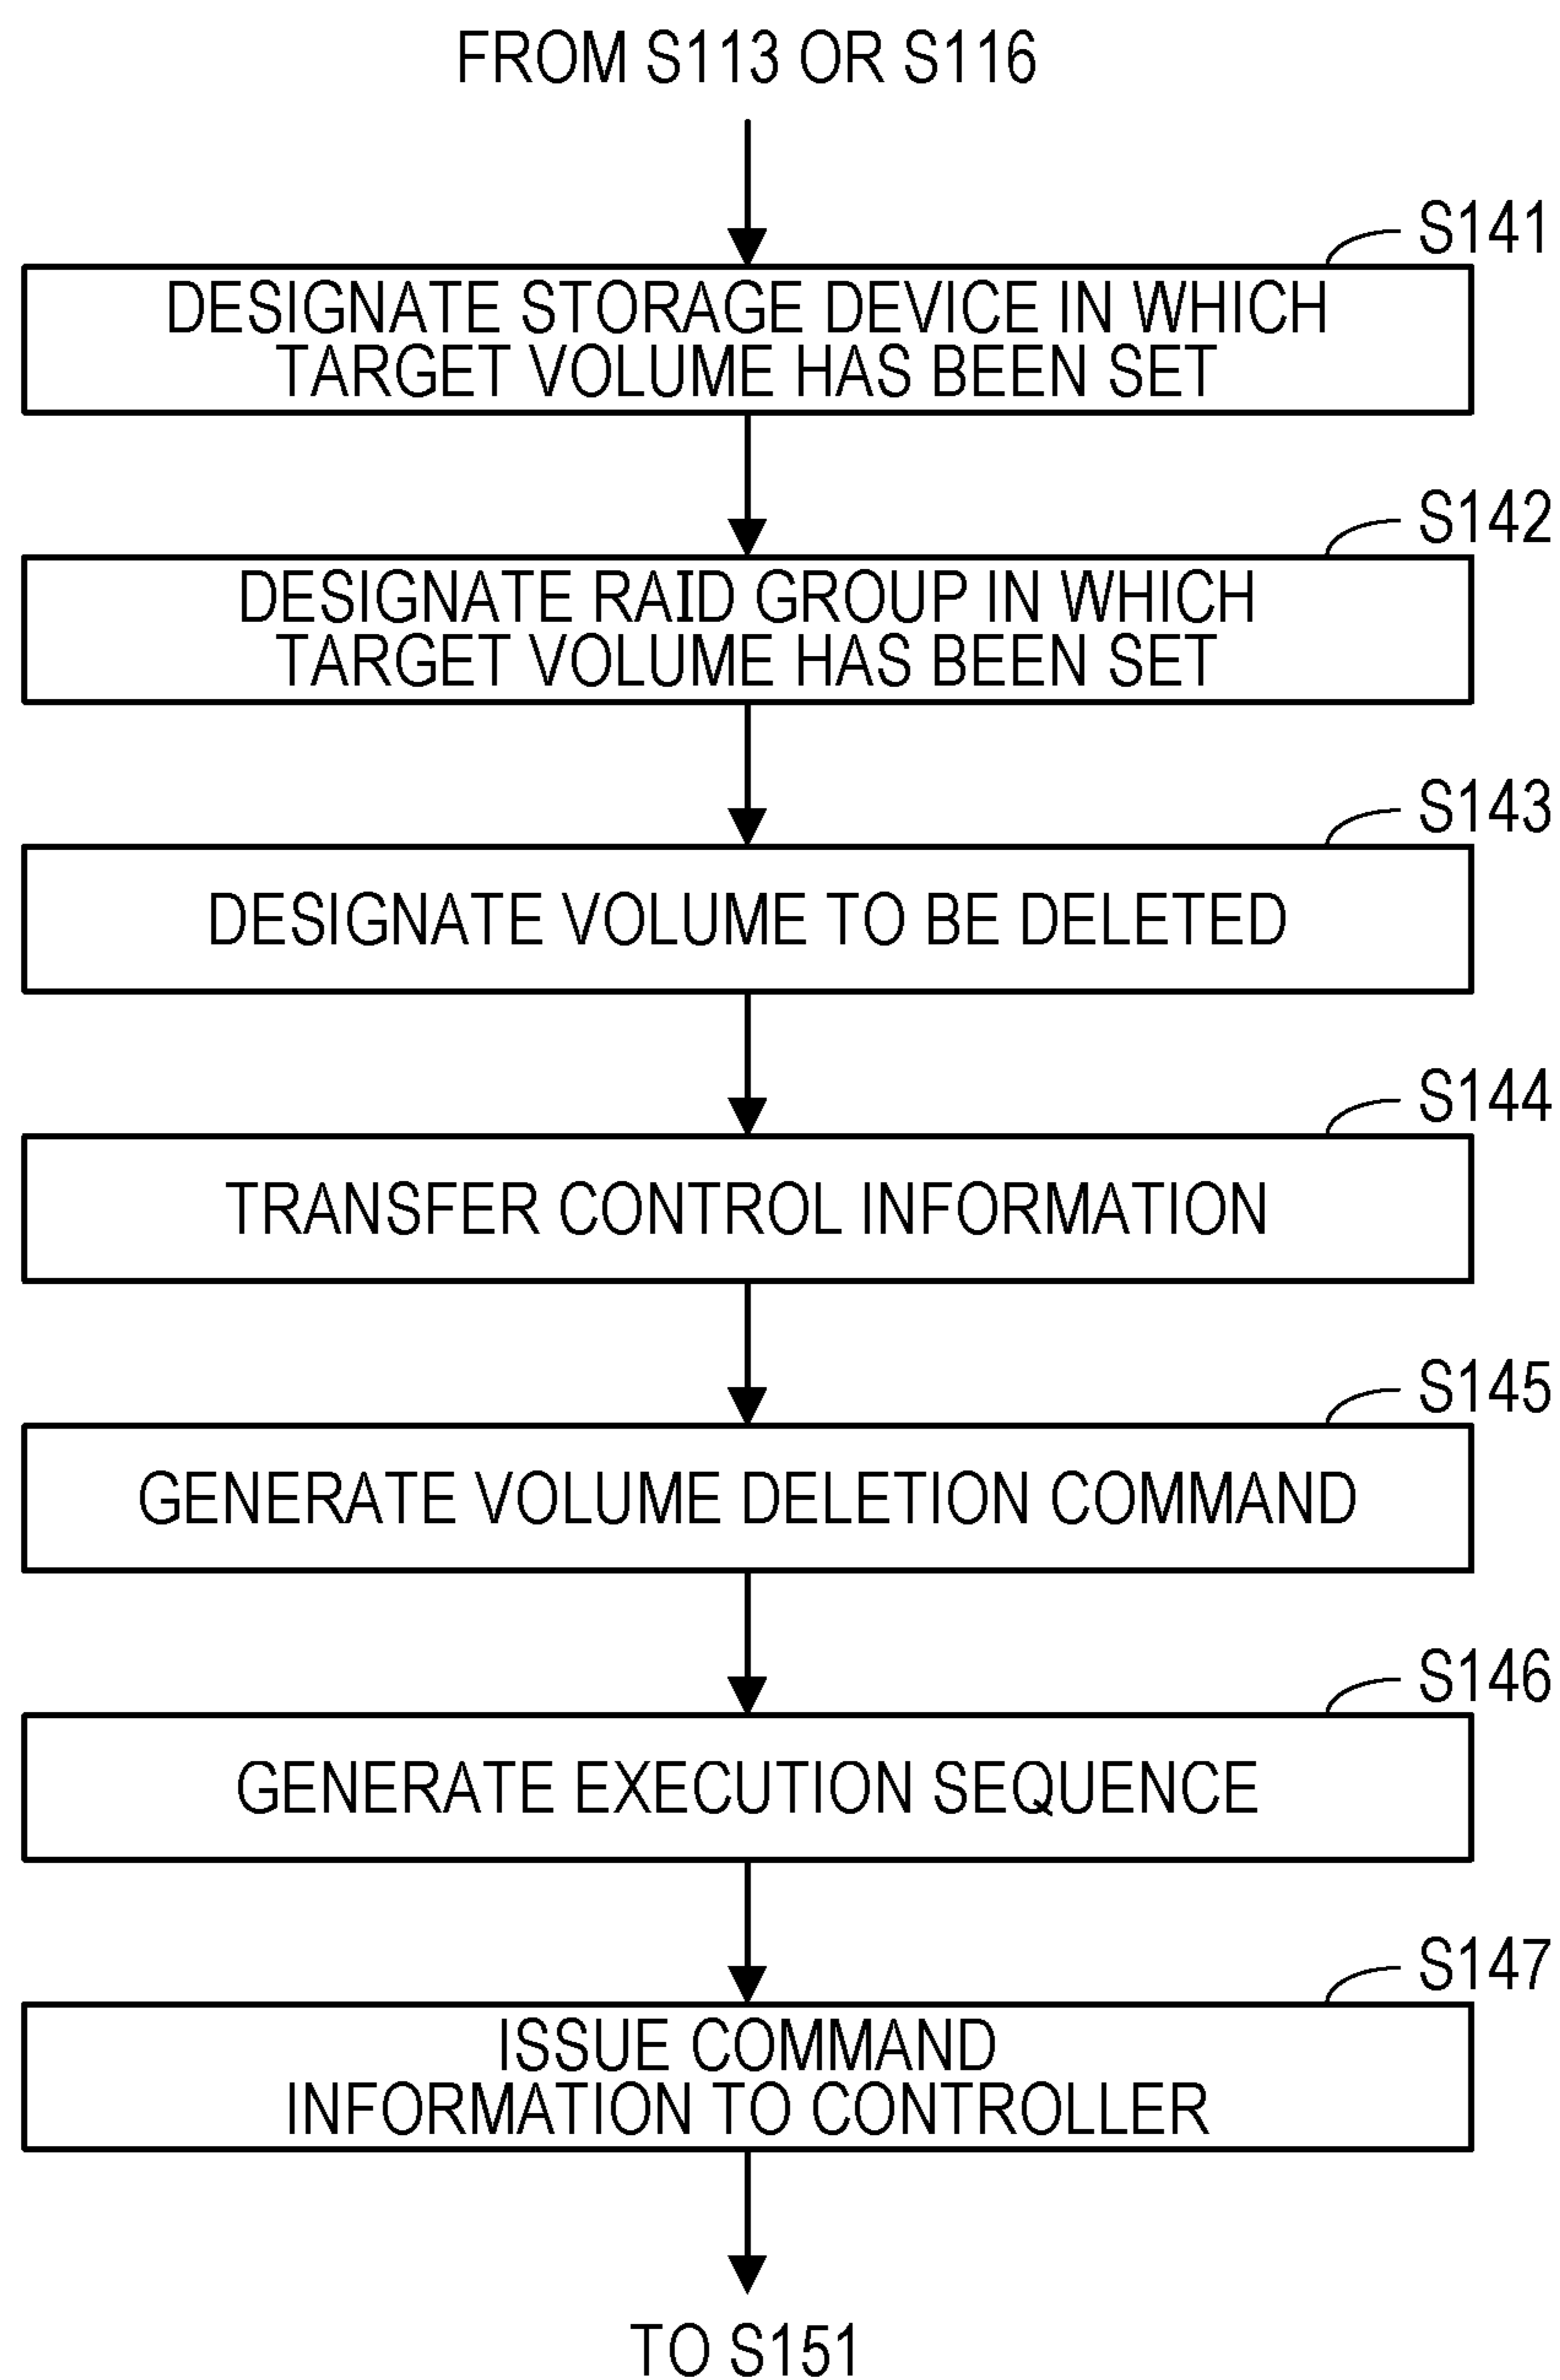 FROM S113 OR S116
S141
DESIGNATE STORAGE DEVICE IN WHICH
TARGET VOLUME HAS BEEN SET
S142
DESIGNATE RAID GROUP IN WHICH
TARGET VOLUME HAS BEEN SET
S143
DESIGNATE VOLUME TO BE DELETED
S144
TRANSFER CONTROL INFORMATION
S145
GENERATE VOLUME DELETION COMMAND
S146
GENERATE EXECUTION SEQUENCE
S147
ISSUE COMMAND
INFORMATION TO CONTROLLER
TO S151